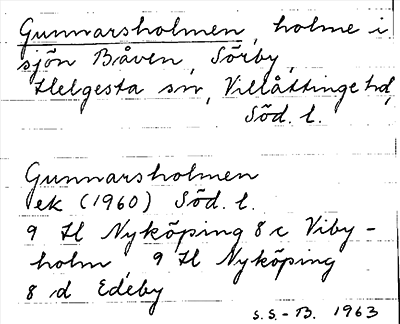 Gunnarsholmen, holme i
sjön Båven, Sörby,
Helgesta sn, Villåttinge hd,
Söd. l.
Gunnarsholmen
ek (1960) Söd. l.
9 H Nyköping 8 c Viby-
holm, 9 H Nyköping
8 d Edeby
S.S.-B. 1963